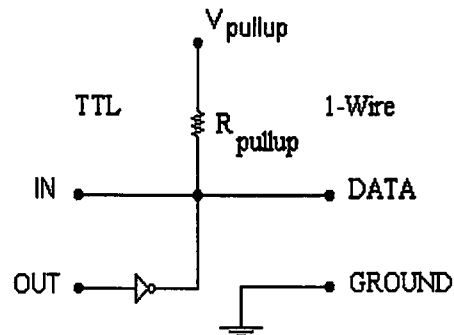 Vpullup
TTL
Rpullup
1-Wire
IN
DATA
OUT
GROUND